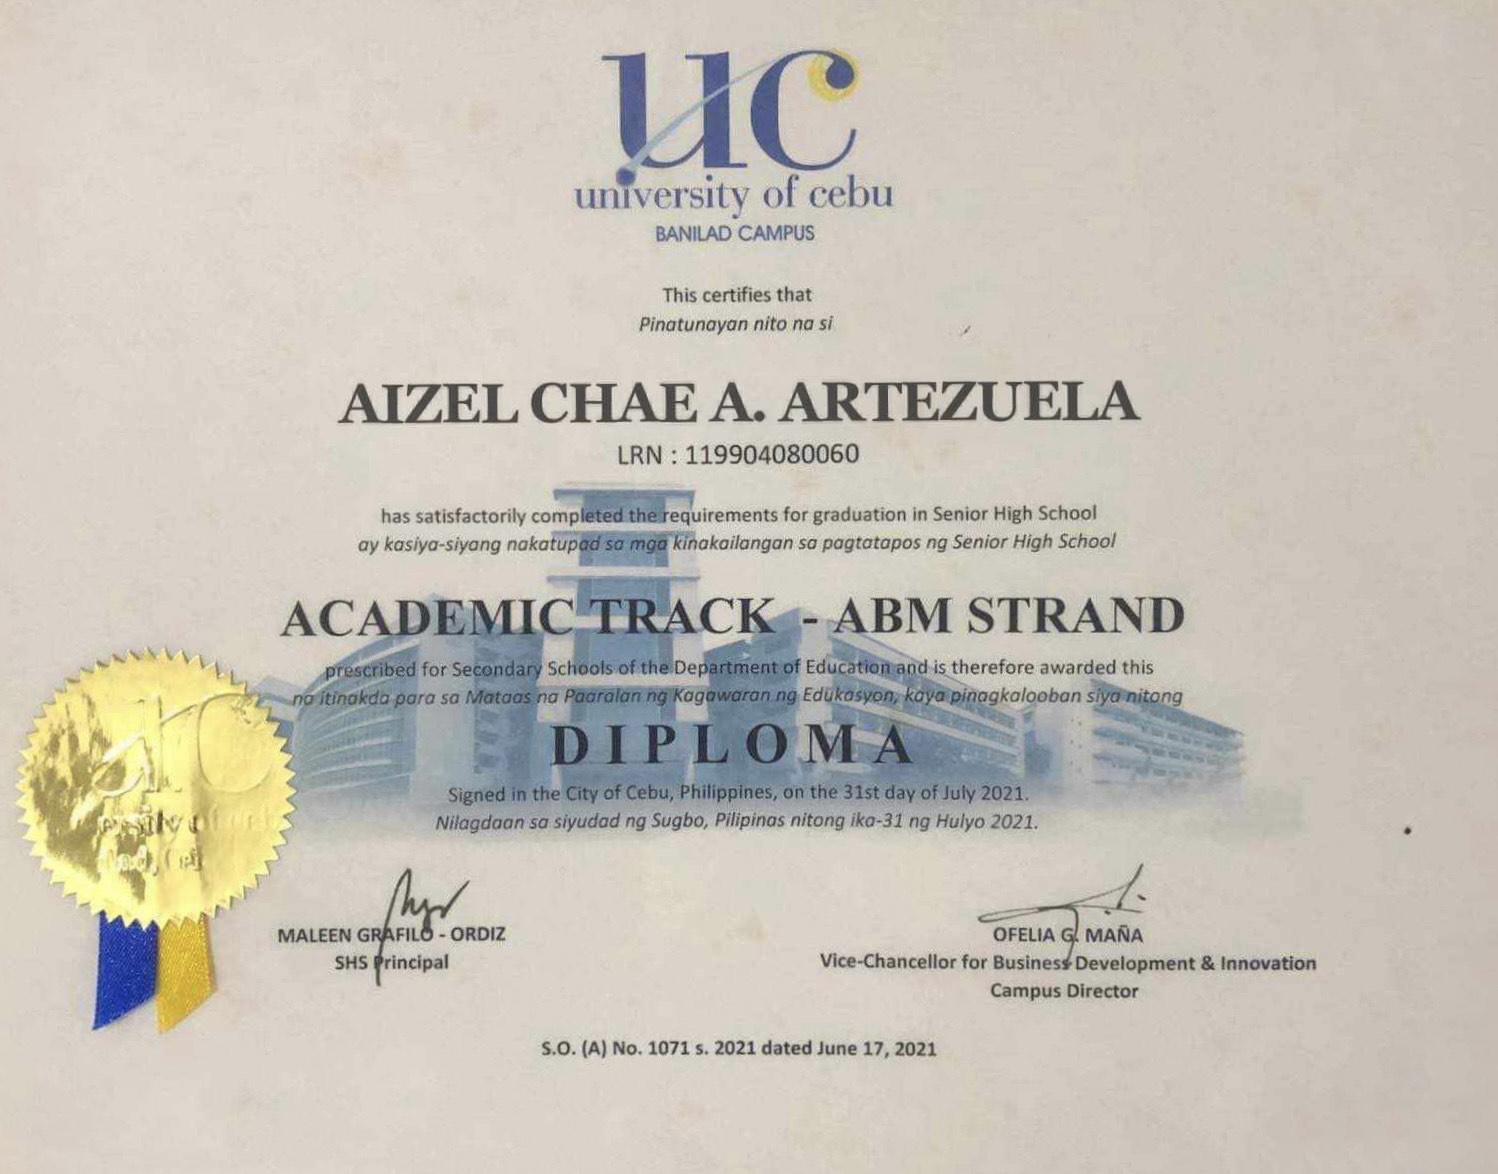 uc
university of cebu
BANILAD CAMPUS
This certifies that
Pinatunayan nito na si
AIZEL CHAE A. ARTEZUELA
LRN : 119904080060
has satisfactorily completed the requirements for graduation in Senior High School
ay kasiya-siyang nakatupad sa mga kinakailangan sa pagtatapos ng Senior High School
ACADEMIC TRACK - ABM STRAND
prescribed for Secondary Schools of the Department of Education and is therefore awarded this
na itinakda para sa Mataas na Paaralan ng Kagawaran ng Edukasyon, kaya pinagkalooban siya nitong
DIPLOMA
Signed in the City of Cebu, Philippines, on the 31st day of July 2021.
Nilagdaan sa siyudad ng Sugbo, Pilipinas nitong ika-31 ng Hulyo 2021.
MALEEN GRAFILO - ORDIZ
SHS Principal
OFELIA G. MAÑA
Vice-Chancellor for Business Development & Innovation
Campus Director
S.O. (A) No. 1071 s. 2021 dated June 17, 2021